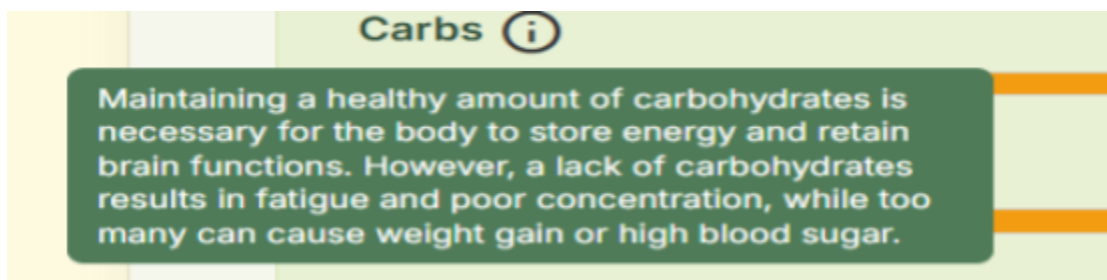 Carbs
Maintaining a healthy amount of carbohydrates is
necessary for the body to store energy and retain
brain functions. However, a lack of carbohydrates
results in fatigue and poor concentration, while too
many can cause weight gain or high blood sugar.